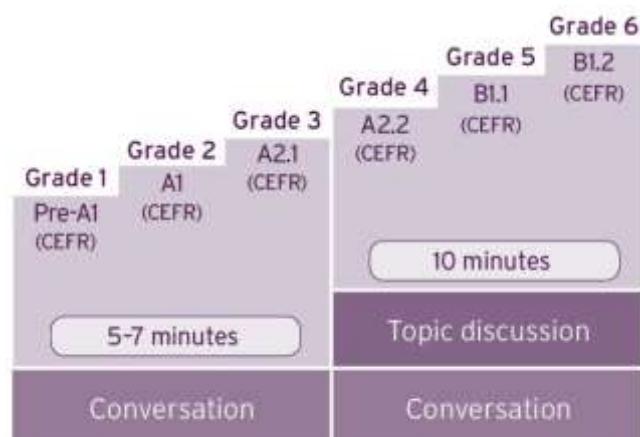 Grade 1
Pre-A1
(CEFR)
Grade 2
A1
(CEFR)
Grade 3
A2.1
(CEFR)
5-7 minutes
Conversation
Grade 4
A2.2
(CEFR)
Grade 5
B1.1
(CEFR)
Grade 6
B1.2
(CEFR)
10 minutes
Topic discussion
Conversation